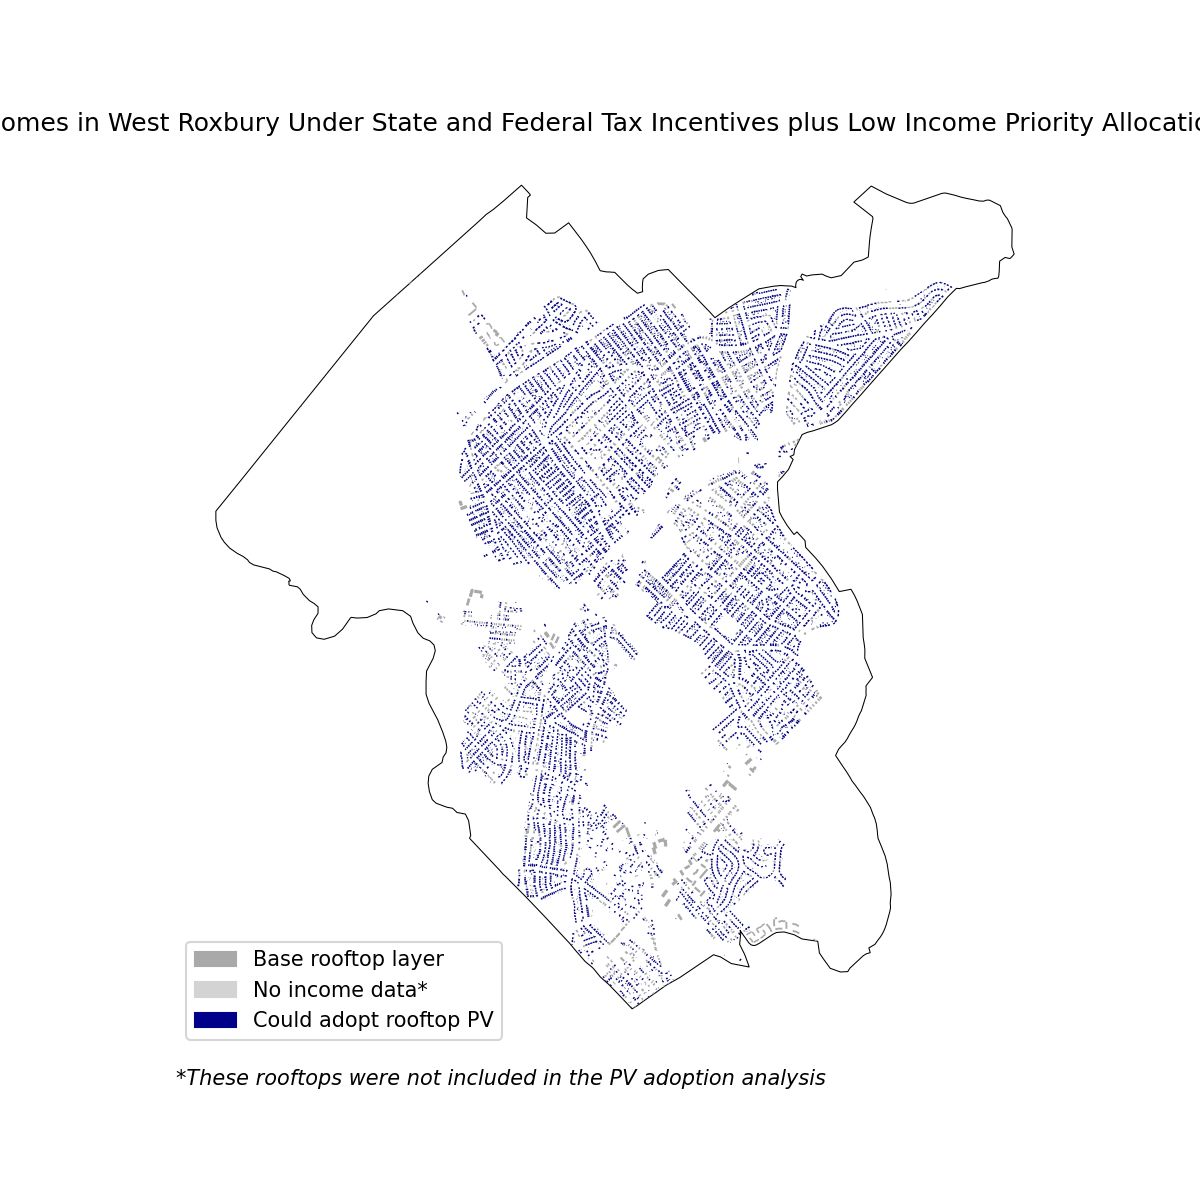 omes in West Roxbury Under State and Federal Tax Incentives plus Low Income Priority Allocatio
Base rooftop layer
No income data*
Could adopt rooftop PV
*These rooftops were not included in the PV adoption analysis